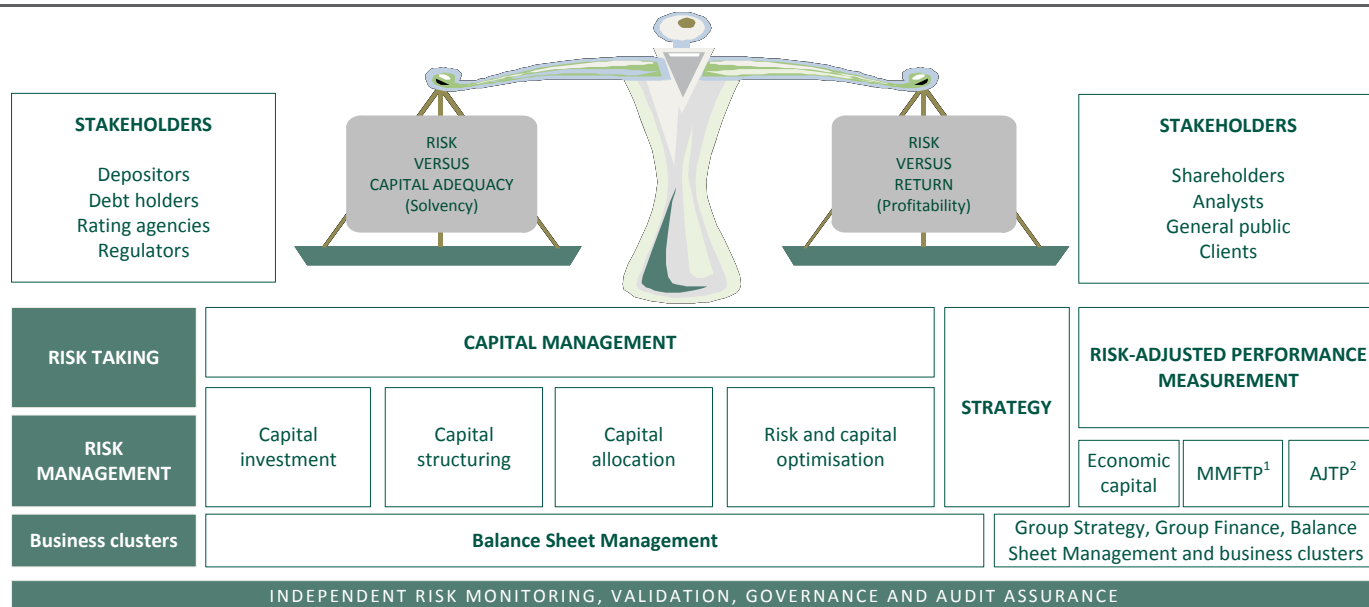 STAKEHOLDERS
Depositors
Debt holders
Rating agencies
Regulators
RISK
VERSUS
CAPITAL ADEQUACY
(Solvency)
RISK
VERSUS
RETURN
(Profitability)
STAKEHOLDERS
Shareholders
Analysts
General public
Clients
RISK TAKING
CAPITAL MANAGEMENT
STRATEGY
RISK-ADJUSTED PERFORMANCE
MEASUREMENT
RISK
MANAGEMENT
Capital
investment
Capital
structuring
Capital
allocation
Risk and capital
optimisation
Economic
capital
MMFTP¹
AJTP²
Business clusters
Balance Sheet Management
Group Strategy, Group Finance, Balance
Sheet Management and business clusters
INDEPENDENT RISK MONITORING, VALIDATION, GOVERNANCE AND AUDIT ASSURANCE